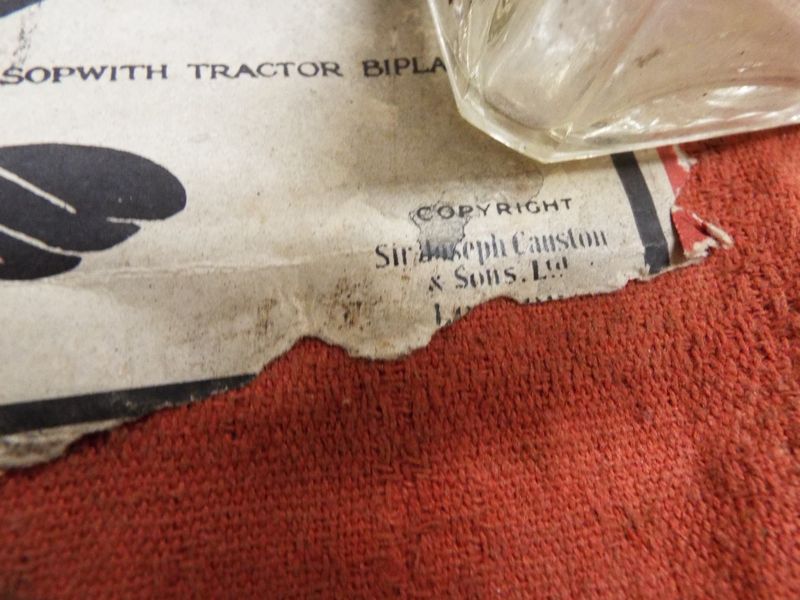 SOPWITH TRACTOR BIPLA
COPYRIGHT
Sir Joseph Causton
& Sons, Ltd